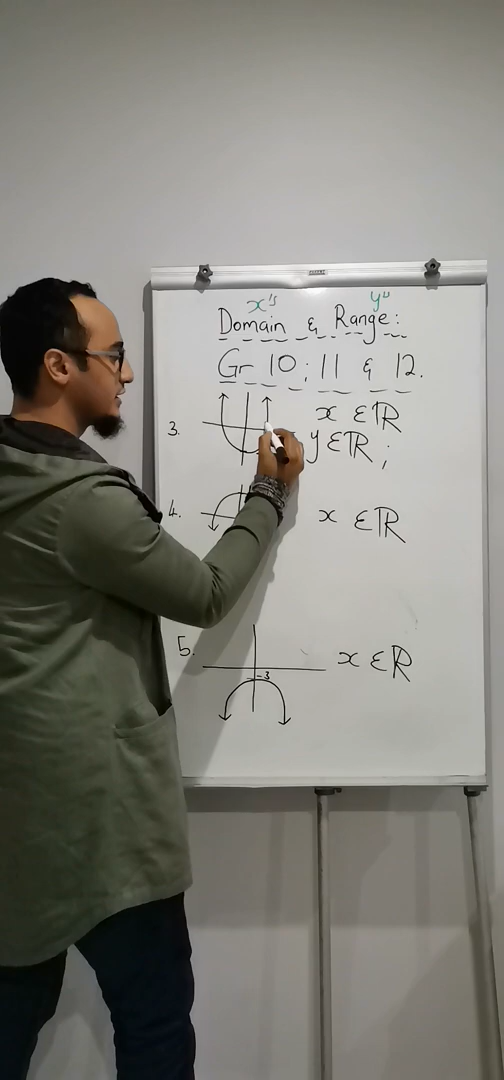 x's y's
Domain & Range:
Gr 10; 11 & 12.
3. x ∈ ℝ
y ∈ ℝ ;
4. x ∈ ℝ
5. x ∈ ℝ
-3